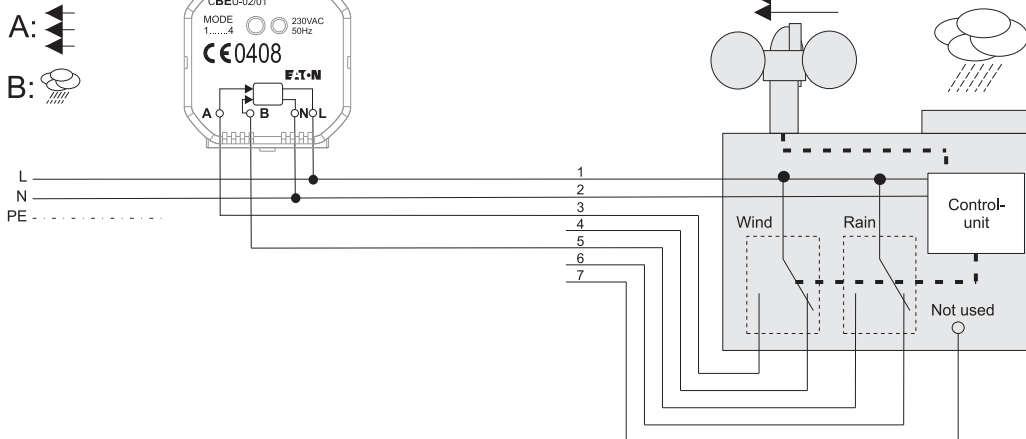 CBEU-02/01
A:
MODE
1.......4
230VAC
50Hz
CE0408
B:
EATON
A B N L
L
N
PE
1
2
3
4
5
6
7
Wind
Rain
Control-
unit
Not used